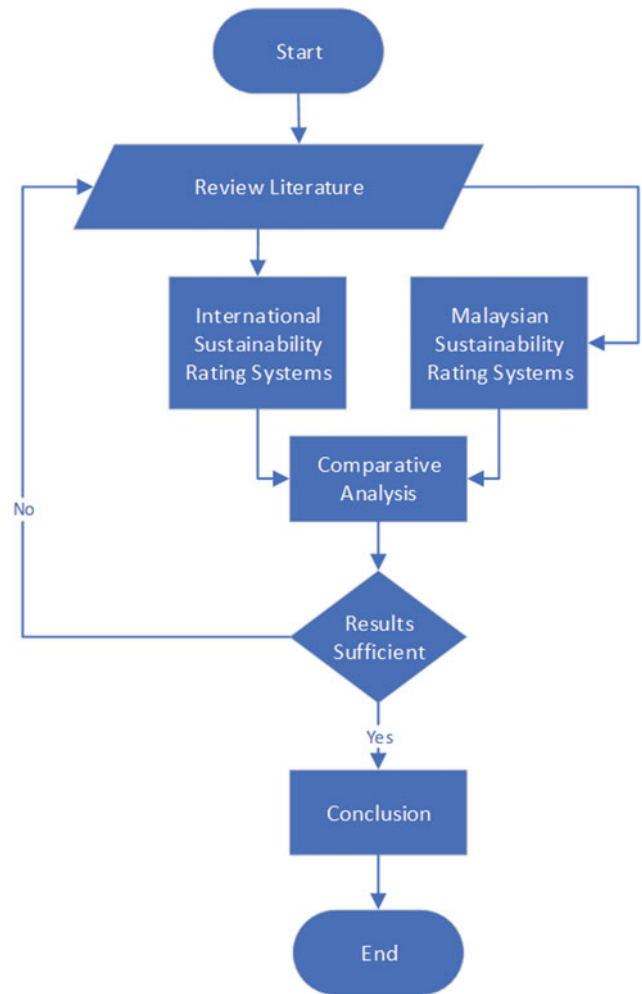 Start
Review Literature
International
Sustainability
Rating Systems
Malaysian
Sustainability
Rating Systems
Comparative
Analysis
No
Results
Sufficient
Yes
Conclusion
End